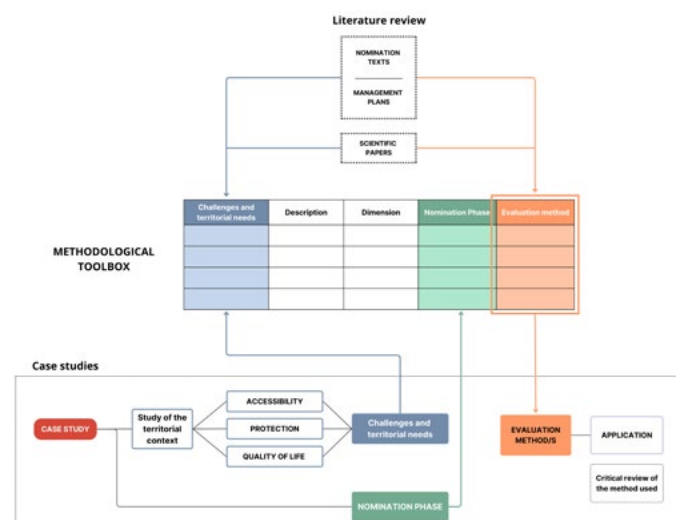 Literature review
NOMINATION
TEXTS
MANAGEMENT
PLANS
SCIENTIFIC
PAPERS
METHODOLOGICAL
TOOLBOX
Challenges and
territorial needs
Description
Dimension
Nomination Phase
Evaluation method
Case studies
CASE STUDY
Study of the
territorial
context
ACCESSIBILITY
PROTECTION
QUALITY OF LIFE
Challenges and
territorial needs
NOMINATION PHASE
EVALUATION
METHOD/S
APPLICATION
Critical review of
the method used